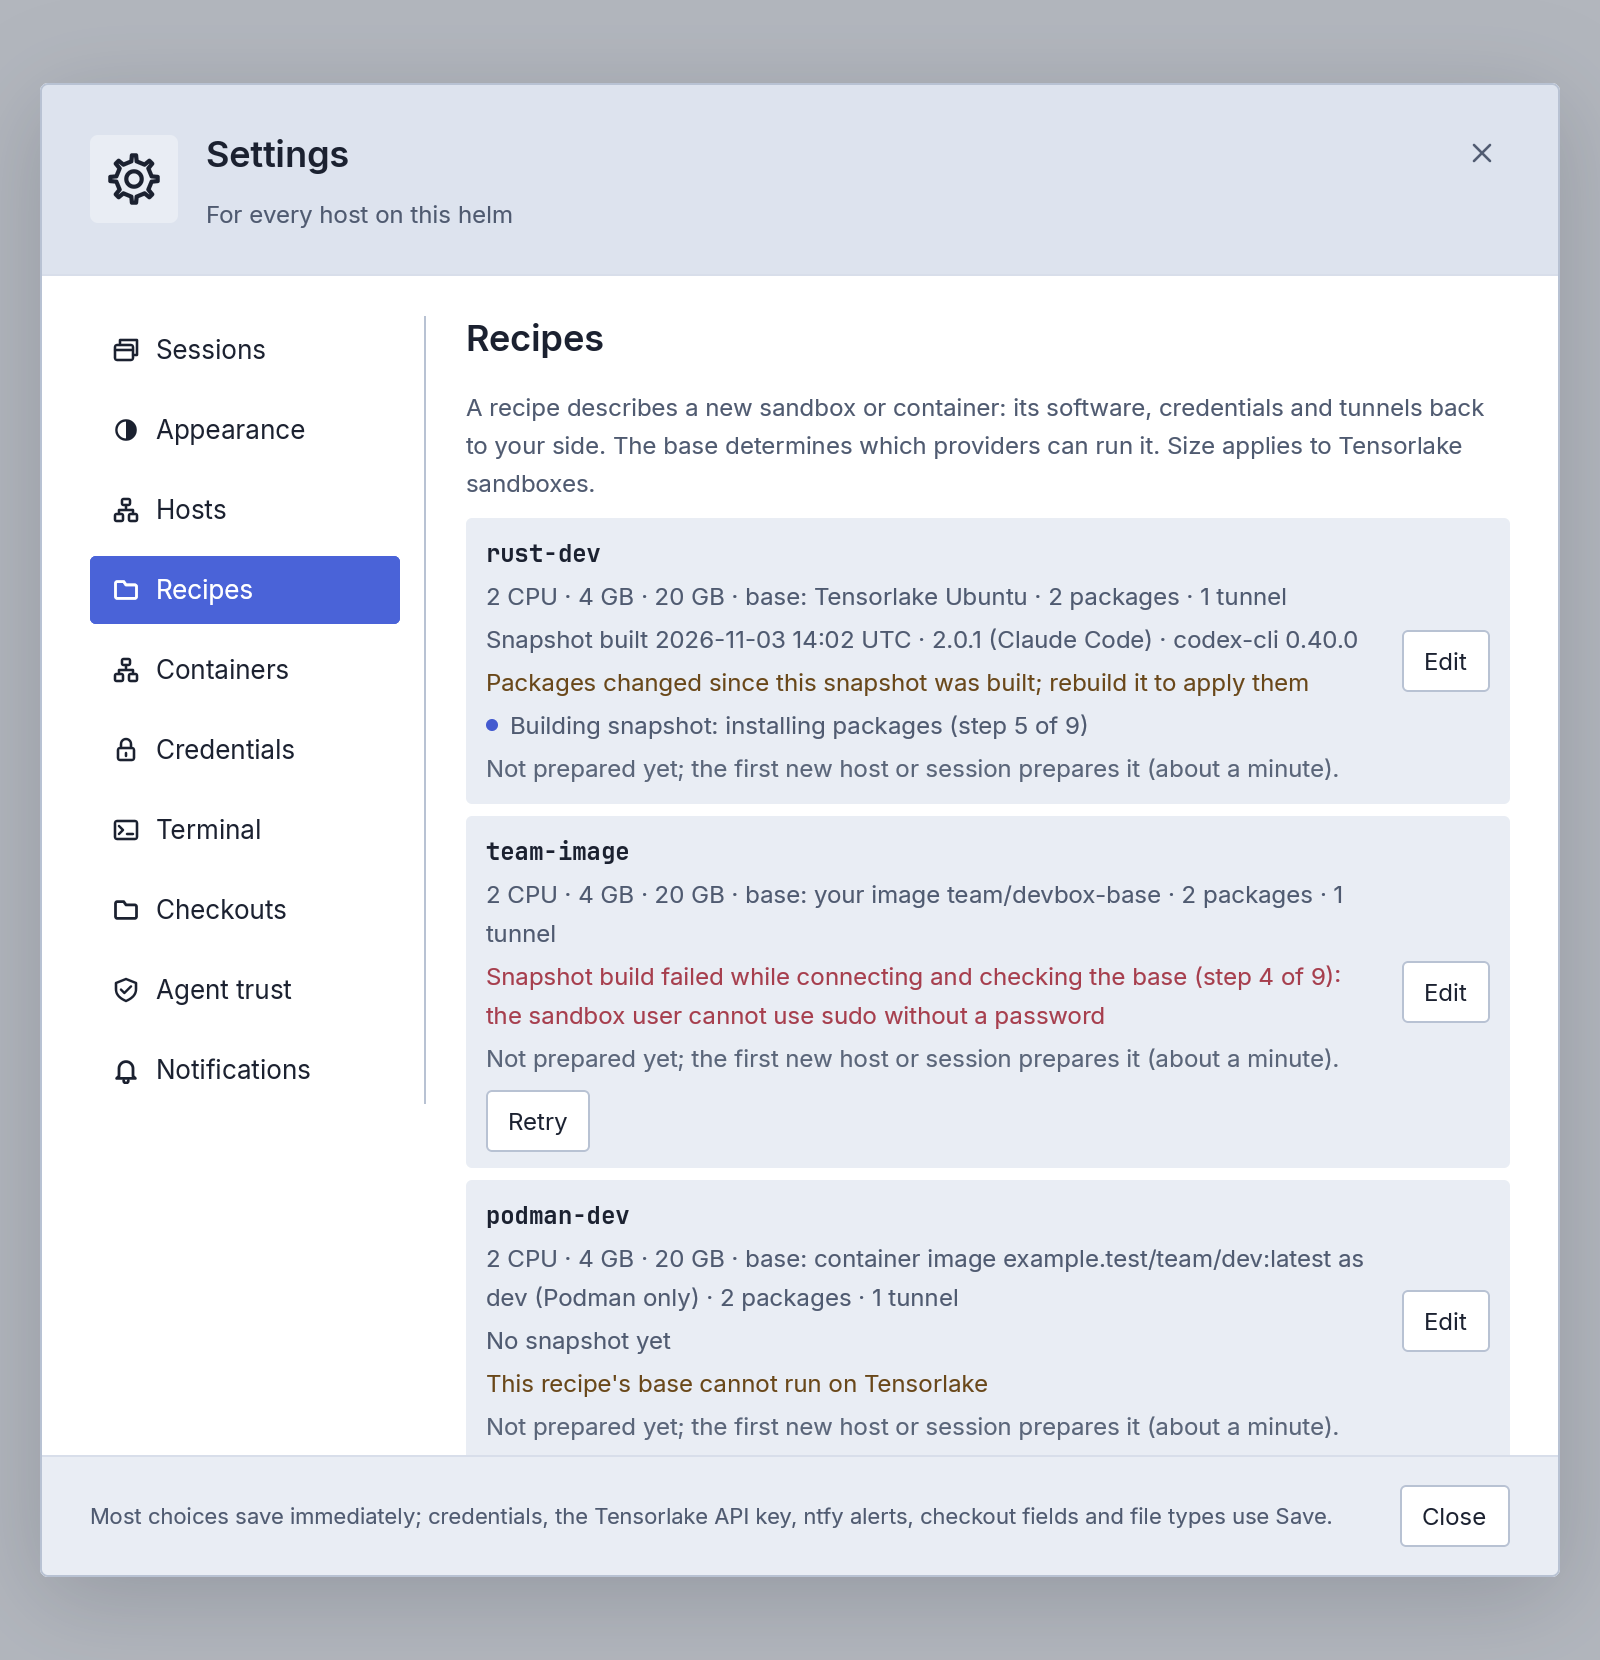 Settings
For every host on this helm
Sessions
Appearance
Hosts
Recipes
Containers
Credentials
Terminal
Checkouts
Agent trust
Notifications
Recipes
A recipe describes a new sandbox or container: its software, credentials and tunnels back
to your side. The base determines which providers can run it. Size applies to Tensorlake
sandboxes.
rust-dev
2 CPU · 4 GB · 20 GB · base: Tensorlake Ubuntu · 2 packages · 1 tunnel
Snapshot built 2026-11-03 14:02 UTC · 2.0.1 (Claude Code) · codex-cli 0.40.0
Packages changed since this snapshot was built; rebuild it to apply them
Building snapshot: installing packages (step 5 of 9)
Not prepared yet; the first new host or session prepares it (about a minute).
Edit
team-image
2 CPU · 4 GB · 20 GB · base: your image team/devbox-base · 2 packages · 1
tunnel
Snapshot build failed while connecting and checking the base (step 4 of 9):
the sandbox user cannot use sudo without a password
Not prepared yet; the first new host or session prepares it (about a minute).
Retry
Edit
podman-dev
2 CPU · 4 GB · 20 GB · base: container image example.test/team/dev:latest as
dev (Podman only) · 2 packages · 1 tunnel
No snapshot yet
This recipe's base cannot run on Tensorlake
Not prepared yet; the first new host or session prepares it (about a minute).
Edit
Most choices save immediately; credentials, the Tensorlake API key, ntfy alerts, checkout fields and file types use Save.
Close